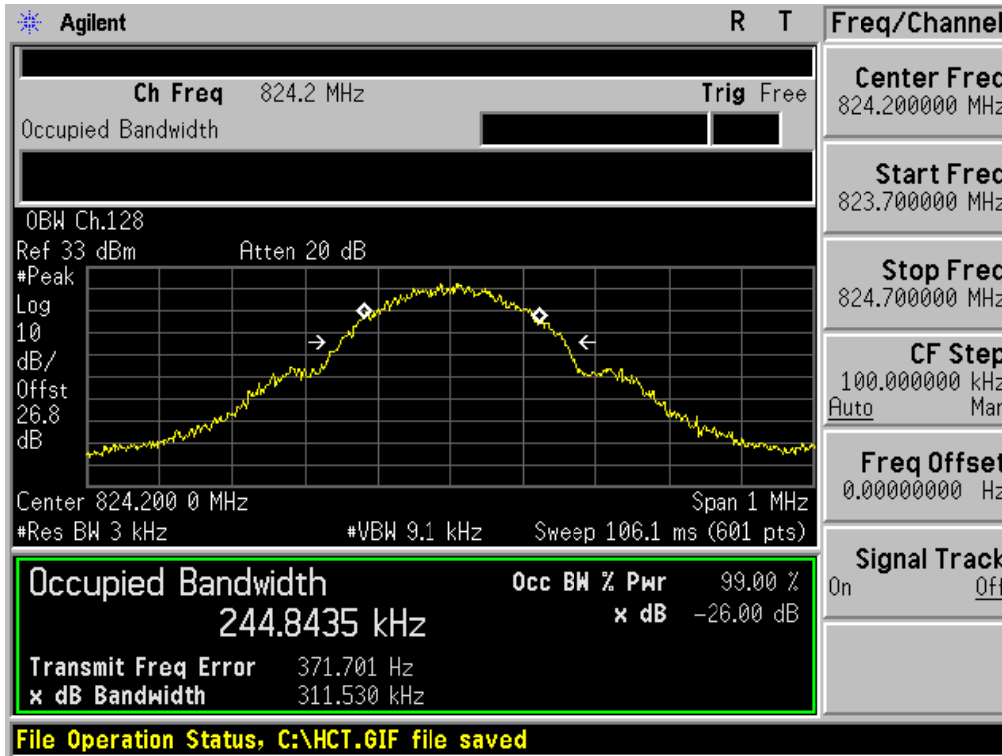 Agilent R T Freq/Channel
Ch Freq 824.2 MHz Trig Free
Occupied Bandwidth
Center Freq
824.200000 MHz
Start Freq
823.700000 MHz
Stop Freq
824.700000 MHz
CF Step
100.000000 kHz
Auto Man
Freq Offset
0.00000000 Hz
Signal Track
On Off
OBW Ch.128
Ref 33 dBm Atten 20 dB
#Peak
Log
10
dB/
Offst
26.8
dB
Center 824.200 0 MHz Span 1 MHz
#Res BW 3 kHz #VBW 9.1 kHz Sweep 106.1 ms (601 pts)
Occupied Bandwidth
244.8435 kHz
Occ BW % Pwr 99.00 %
x dB -26.00 dB
Transmit Freq Error 371.701 Hz
x dB Bandwidth 311.530 kHz
File Operation Status, C:\HCT.GIF file saved